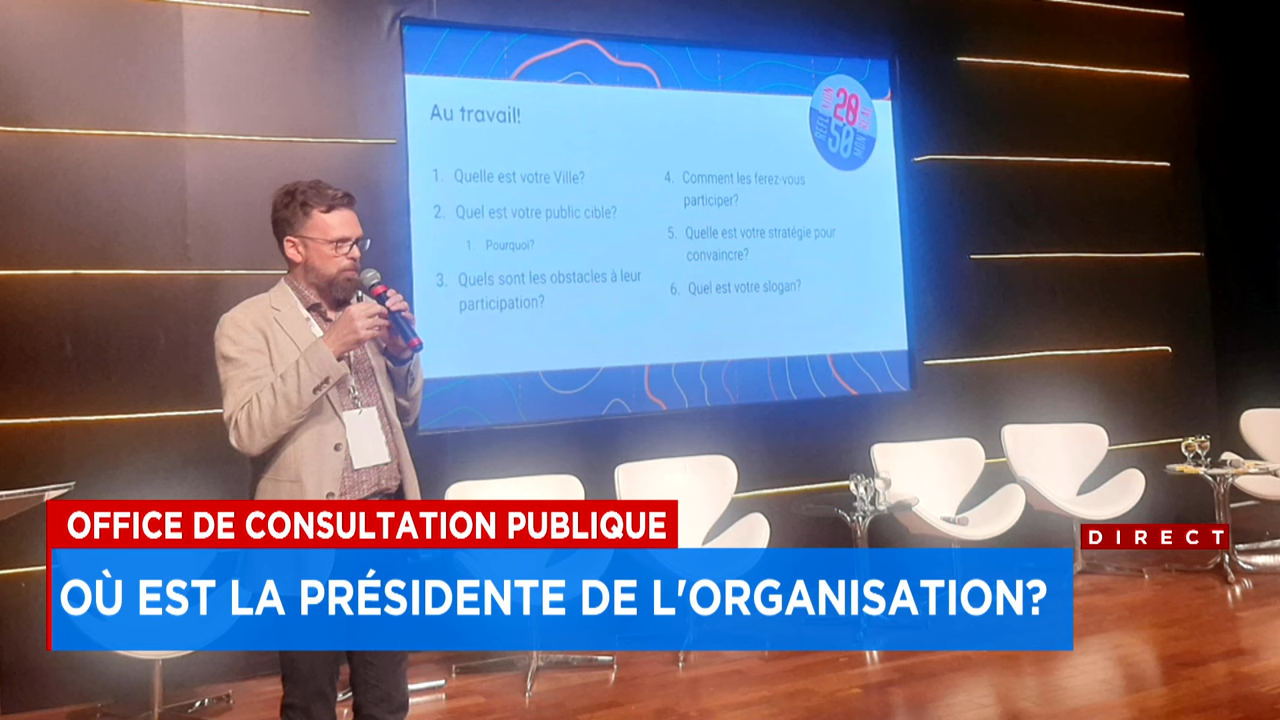 Au travail!
1. Quelle est votre Ville?
2. Quel est votre public cible?
1 Pourquoi?
3. Quels sont les obstacles à leur
participation?
4. Comment les ferez-vous
participer?
5. Quelle est votre stratégie pour
convaincre?
6. Quel est votre slogan?
20
50
OFFICE DE CONSULTATION PUBLIQUE
DIRECT
OÙ EST LA PRÉSIDENTE DE L'ORGANISATION?